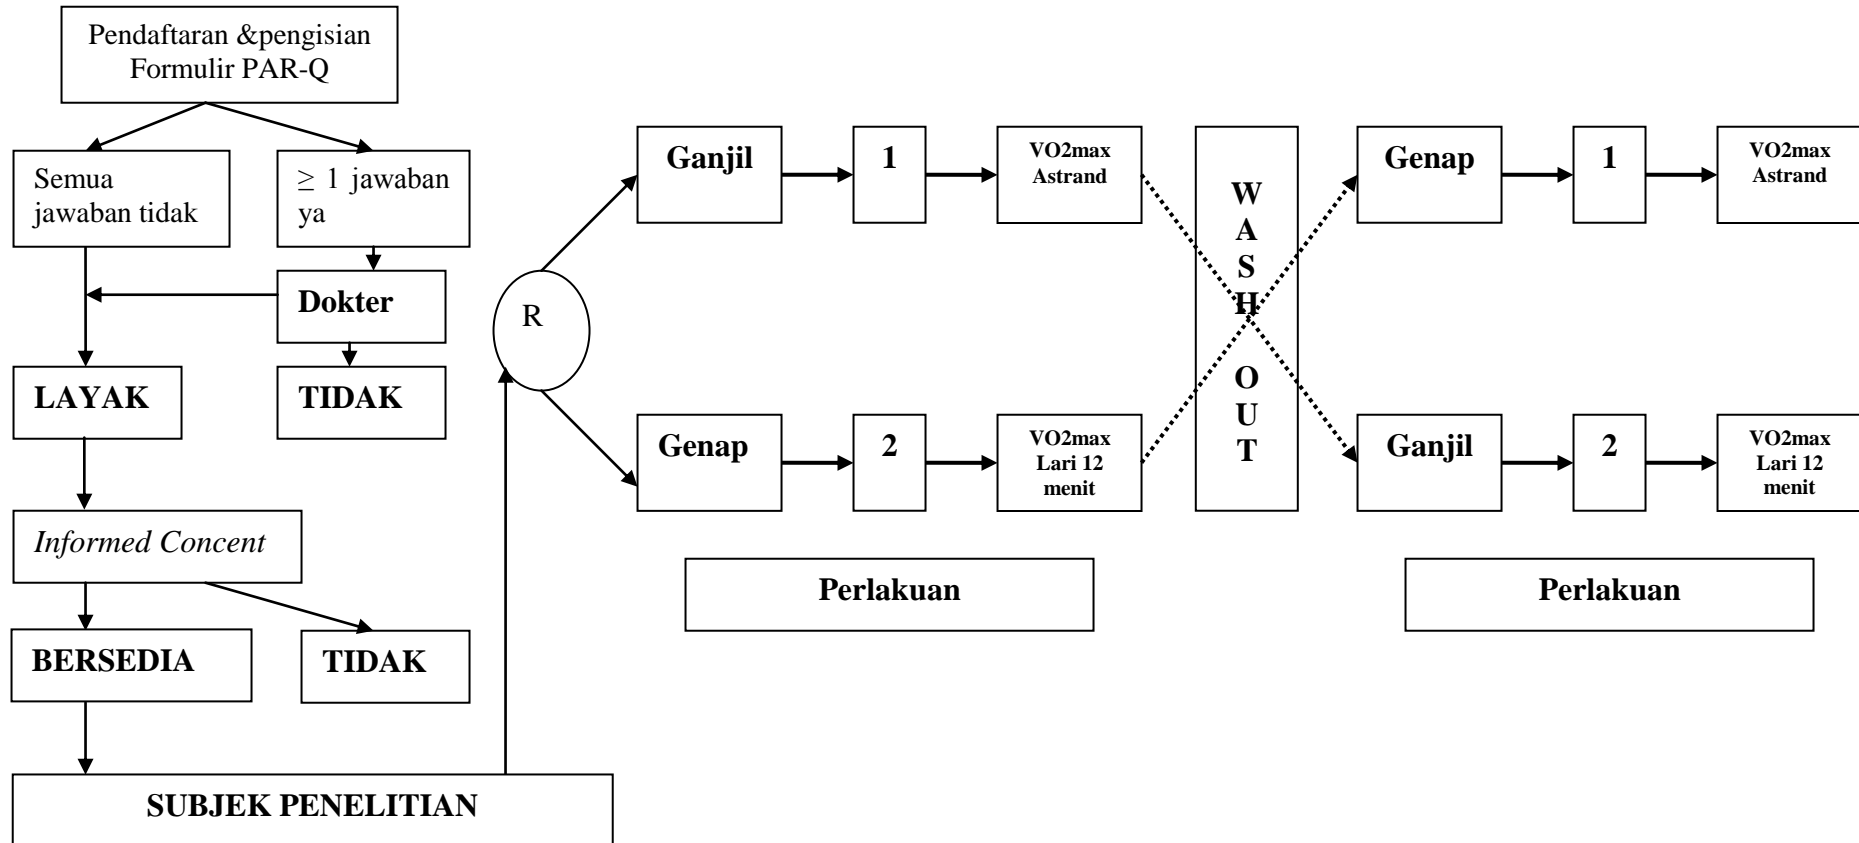 Pendaftaran &pengisian
Formulir PAR-Q
Semua
jawaban tidak
≥ 1 jawaban
ya
Dokter
LAYAK
TIDAK
Informed Concent
BERSEDIA
TIDAK
SUBJEK PENELITIAN
R
Ganjil
1
VO2max
Astrand
Genap
2
VO2max
Lari 12
menit
Perlakuan
W
A
S
H
O
U
T
Genap
1
VO2max
Astrand
Ganjil
2
VO2max
Lari 12
menit
Perlakuan